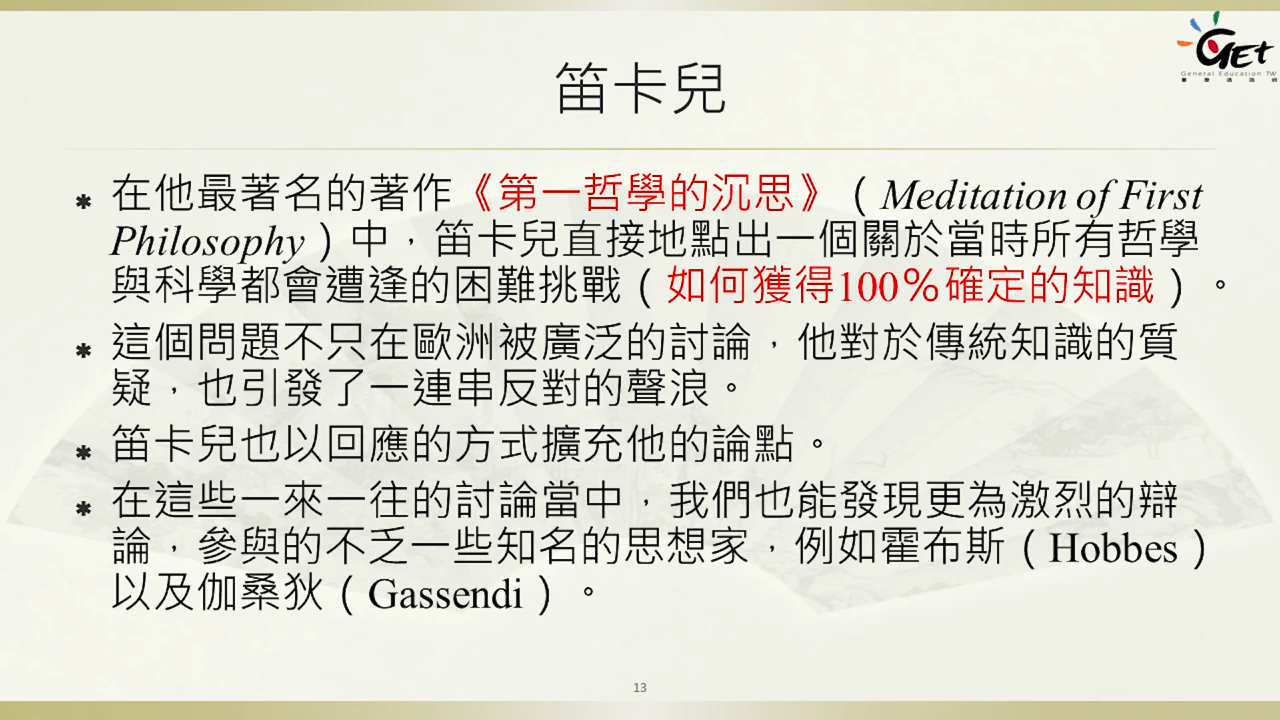 笛卡兒
GET
General Education TW
＊ 在他最著名的著作《第一哲學的沉思》（Meditation of First
Philosophy）中，笛卡兒直接地點出一個關於當時所有哲學
與科學都會遭逢的困難挑戰（如何獲得100％確定的知識）。
＊ 這個問題不只在歐洲被廣泛的討論，他對於傳統知識的質
疑，也引發了一連串反對的聲浪。
＊ 笛卡兒也以回應的方式擴充他的論點。
＊ 在這些一來一往的討論當中，我們也能發現更為激烈的辯
論，參與的不乏一些知名的思想家，例如霍布斯（Hobbes）
以及伽桑狄（Gassendi）。
13